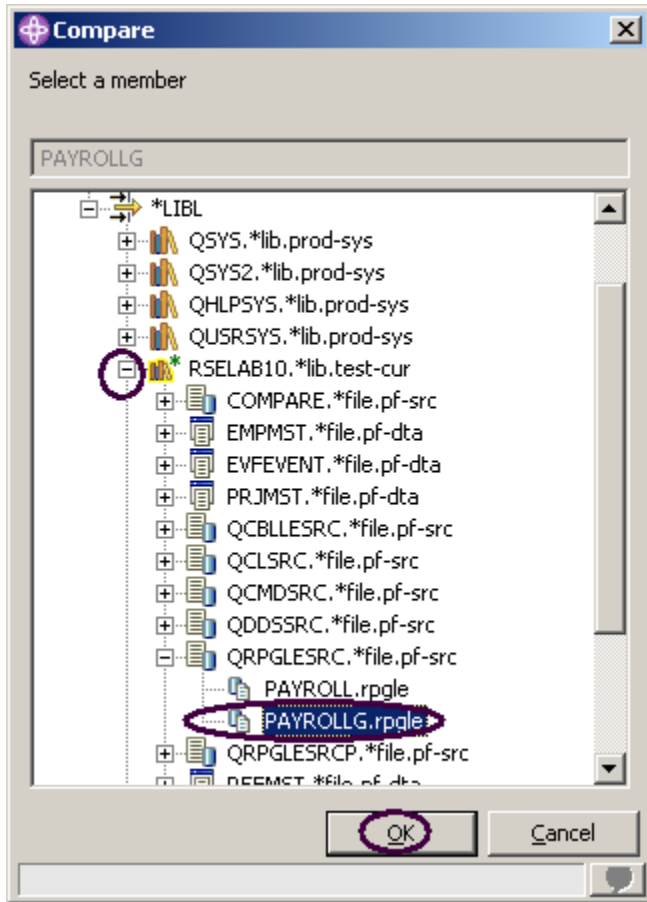 Compare
Select a member
PAYROLLG
*LIBL
QSYS.*lib.prod-sys
QSYS2.*lib.prod-sys
QHLPSYS.*lib.prod-sys
QUSRSYS.*lib.prod-sys
RSELAB10.*lib.test-cur
COMPARE.*file.pf-src
EMPMST.*file.pf-dta
EVFEVENT.*file.pf-dta
PRJMST.*file.pf-dta
QCBLLESRC.*file.pf-src
QCLSRC.*file.pf-src
QCMDSRC.*file.pf-src
QDDSSRC.*file.pf-src
QRPGLESRC.*file.pf-src
PAYROLL.rpgle
PAYROLLG.rpgle
QRPGLESRCP.*file.pf-src
OK Cancel